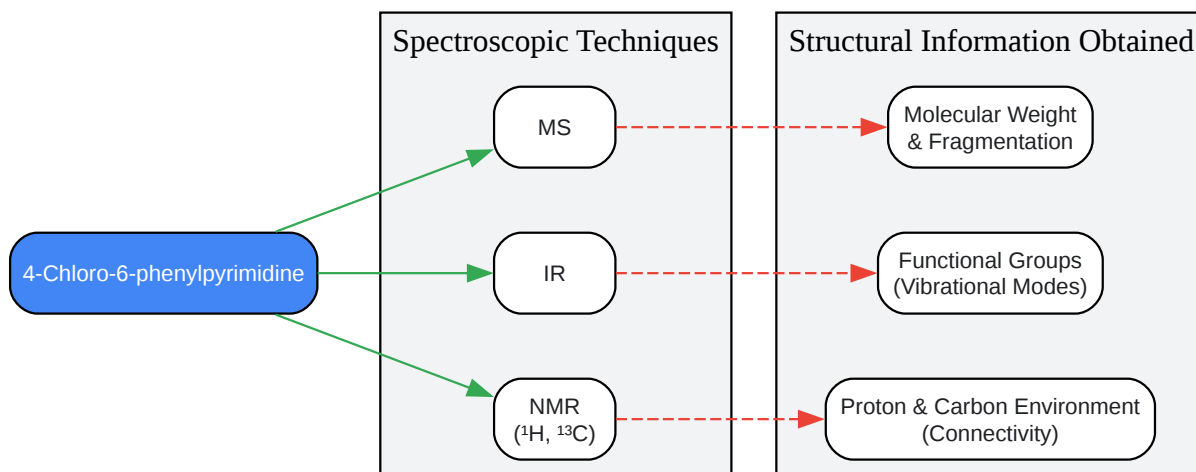 Spectroscopic Techniques
Structural Information Obtained
MS
Molecular Weight
& Fragmentation
4-Chloro-6-phenylpyrimidine
IR
Functional Groups
(Vibrational Modes)
NMR
(¹H, ¹³C)
Proton & Carbon Environment
(Connectivity)